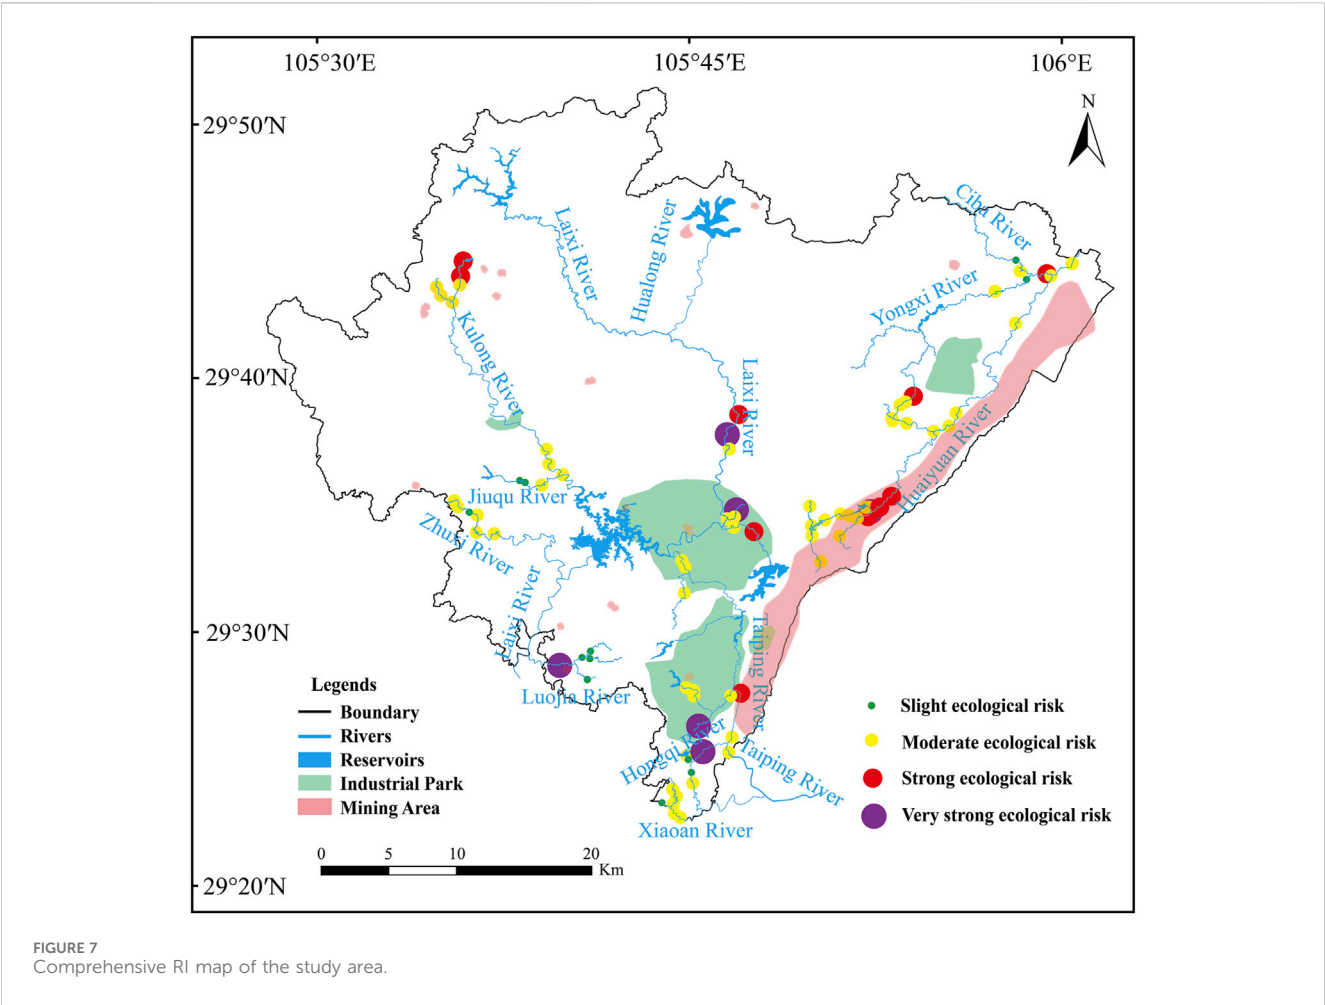 105°30′E
105°45′E
106°E
N
29°50′N
29°40′N
29°30′N
29°20′N
Ciba River
Laixi River
Hualong River
Yongxi River
Kulong River
Laixi River
Huaiyuan River
Jiuqu River
Zhuxi River
Laixi River
Taiping River
Luojia River
Hongqi River
Taiping River
Xiaoan River
Legends
Boundary
Rivers
Reservoirs
Industrial Park
Mining Area
Slight ecological risk
Moderate ecological risk
Strong ecological risk
Very strong ecological risk
0 5 10 20
Km
FIGURE 7
Comprehensive RI map of the study area.